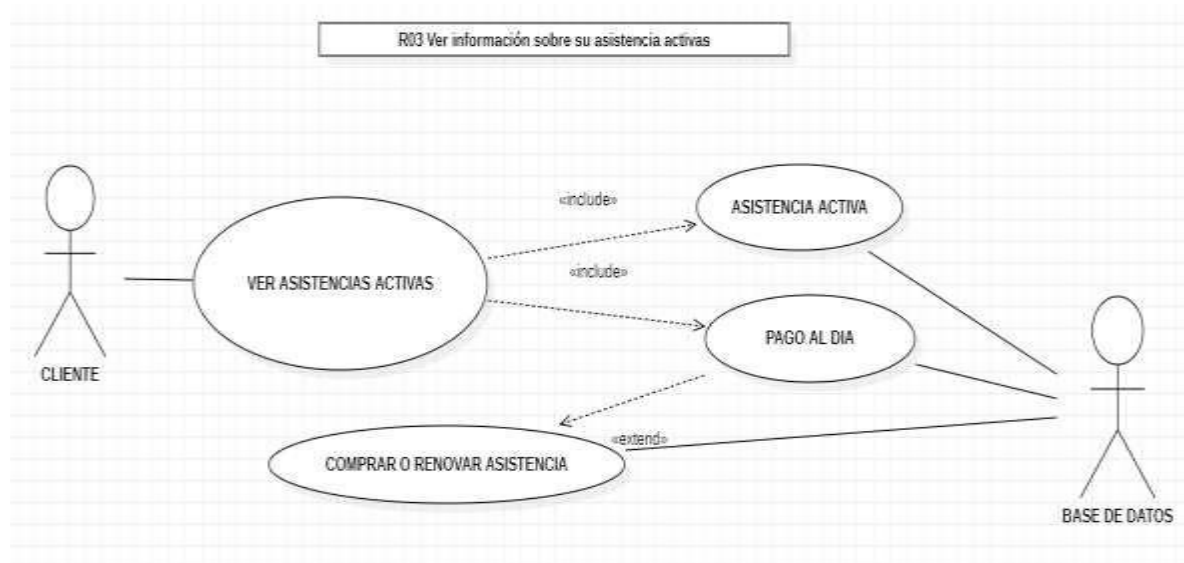 R03 Ver información sobre su asistencia activas
«include»
ASISTENCIA ACTIVA
VER ASISTENCIAS ACTIVAS
«include»
PAGO AL DIA
CLIENTE
«extend»
COMPRAR O RENOVAR ASISTENCIA
BASE DE DATOS